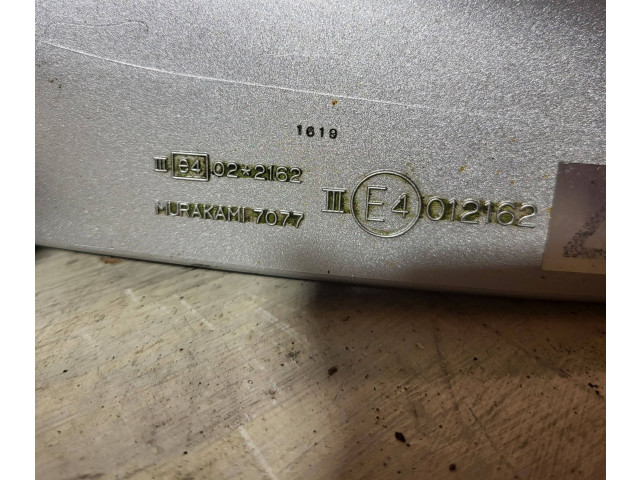 1619
III e4 02*2162
MURAKAMI 7077
III E4 012162